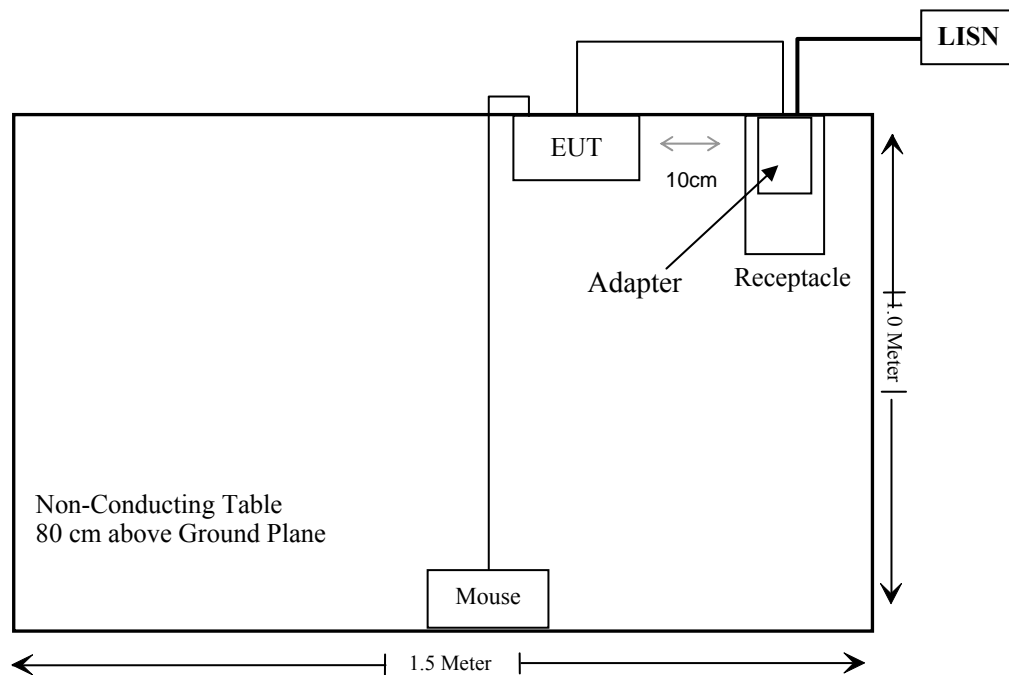 LISN
EUT
10cm
Adapter
Receptacle
1.0 Meter
Non-Conducting Table
80 cm above Ground Plane
Mouse
1.5 Meter